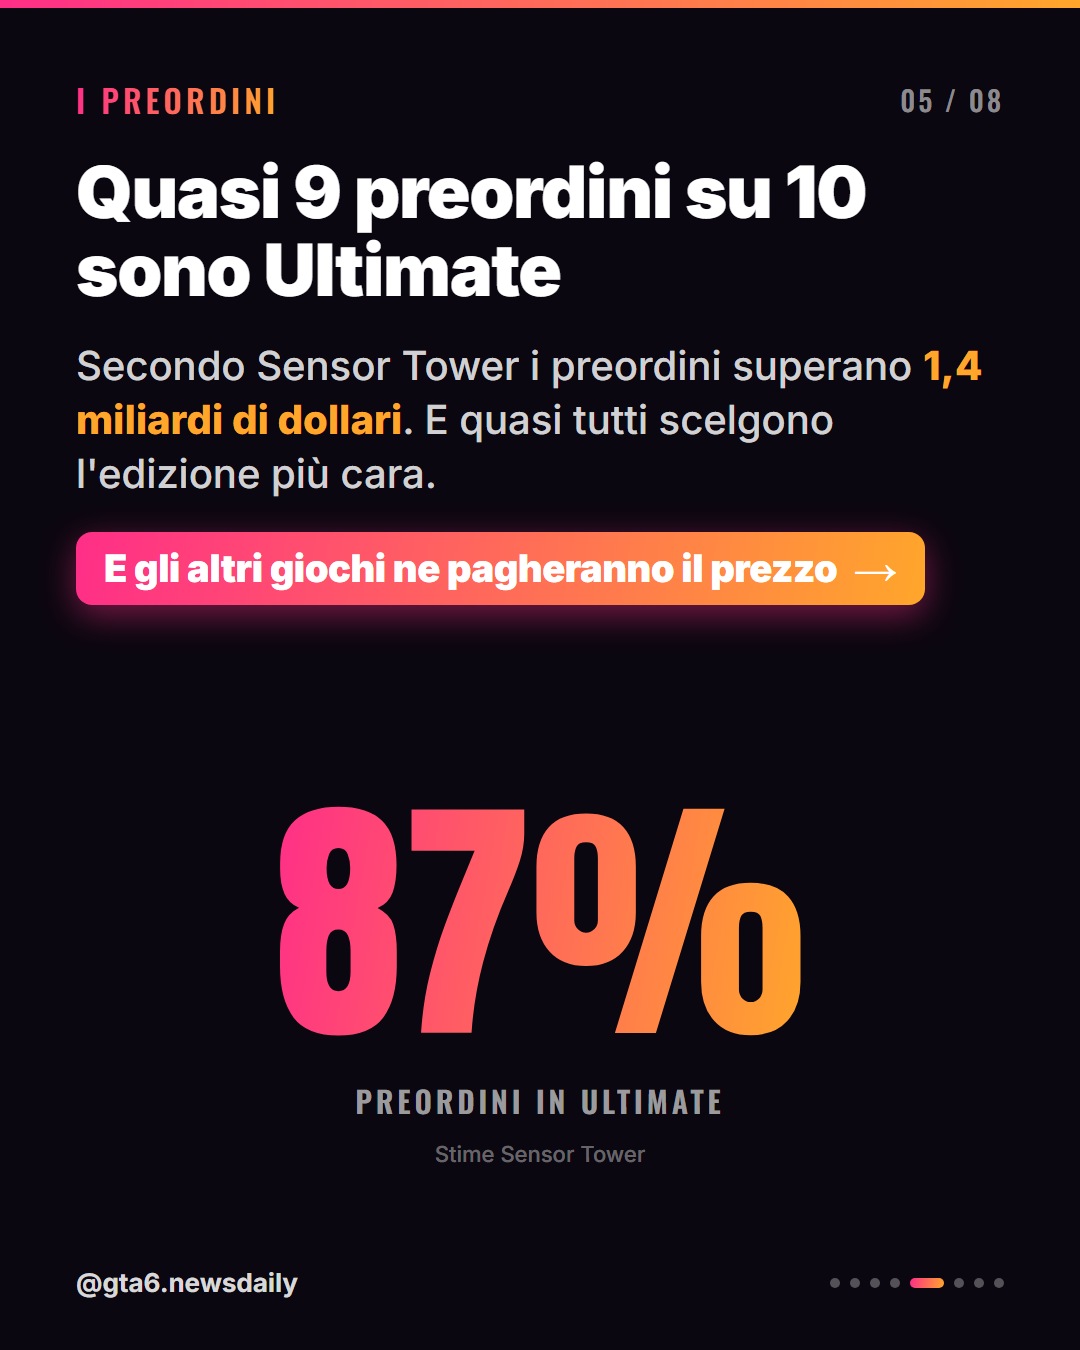 I PREORDINI
05 / 08
Quasi 9 preordini su 10
sono Ultimate
Secondo Sensor Tower i preordini superano 1,4
miliardi di dollari. E quasi tutti scelgono
l'edizione più cara.
E gli altri giochi ne pagheranno il prezzo →
87%
PREORDINI IN ULTIMATE
Stime Sensor Tower
@gta6.newsdaily